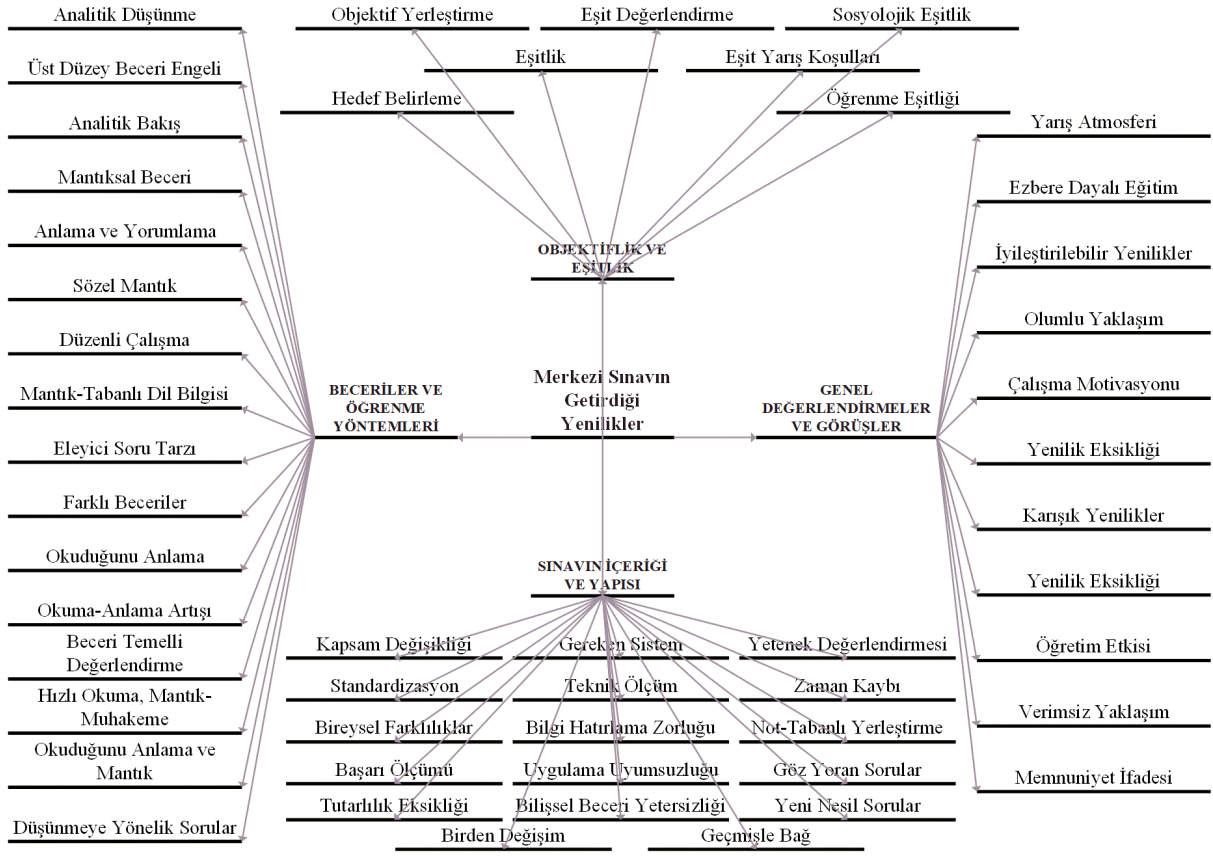 Analitik Düşünme
Üst Düzey Beceri Engeli
Analitik Bakış
Mantıksal Beceri
Anlama ve Yorumlama
Sözel Mantık
Düzenli Çalışma
Mantık-Tabanlı Dil Bilgisi
Eleyici Soru Tarzı
Farklı Beceriler
Okuduğunu Anlama
Okuma-Anlama Artışı
Beceri Temelli
Değerlendirme
Hızlı Okuma, Mantık-
Muhakeme
Okuduğunu Anlama ve
Mantık
Düşünmeye Yönelik Sorular
Objektif Yerleştirme
Eşit Değerlendirme
Sosyolojik Eşitlik
Eşitlik
Eşit Yarış Koşulları
Hedef Belirleme
Öğrenme Eşitliği
OBJEKTİFLİK VE
EŞİTLİK
BECERİLER VE
ÖĞRENME
YÖNTEMLERİ
Merkezi Sınavın
Getirdiği
Yenilikler
GENEL
DEĞERLENDİRMELER
VE GÖRÜŞLER
SINAVIN İÇERİĞİ
VE YAPISI
Kapsam Değişikliği
Gereken Sistem
Yetenek Değerlendirmesi
Standardizasyon
Teknik Ölçüm
Zaman Kaybı
Bireysel Farklılıklar
Bilgi Hatırlama Zorluğu
Not-Tabanlı Yerleştirme
Başarı Ölçümü
Uygulama Uyumsuzluğu
Göz Yoran Sorular
Tutarlılık Eksikliği
Bilişsel Beceri Yetersizliği
Yeni Nesil Sorular
Birden Değişim
Geçmişle Bağ
Yarış Atmosferi
Ezbere Dayalı Eğitim
İyileştirilebilir Yenilikler
Olumlu Yaklaşım
Çalışma Motivasyonu
Yenilik Eksikliği
Karışık Yenilikler
Yenilik Eksikliği
Öğretim Etkisi
Verimsiz Yaklaşım
Memnuniyet İfadesi